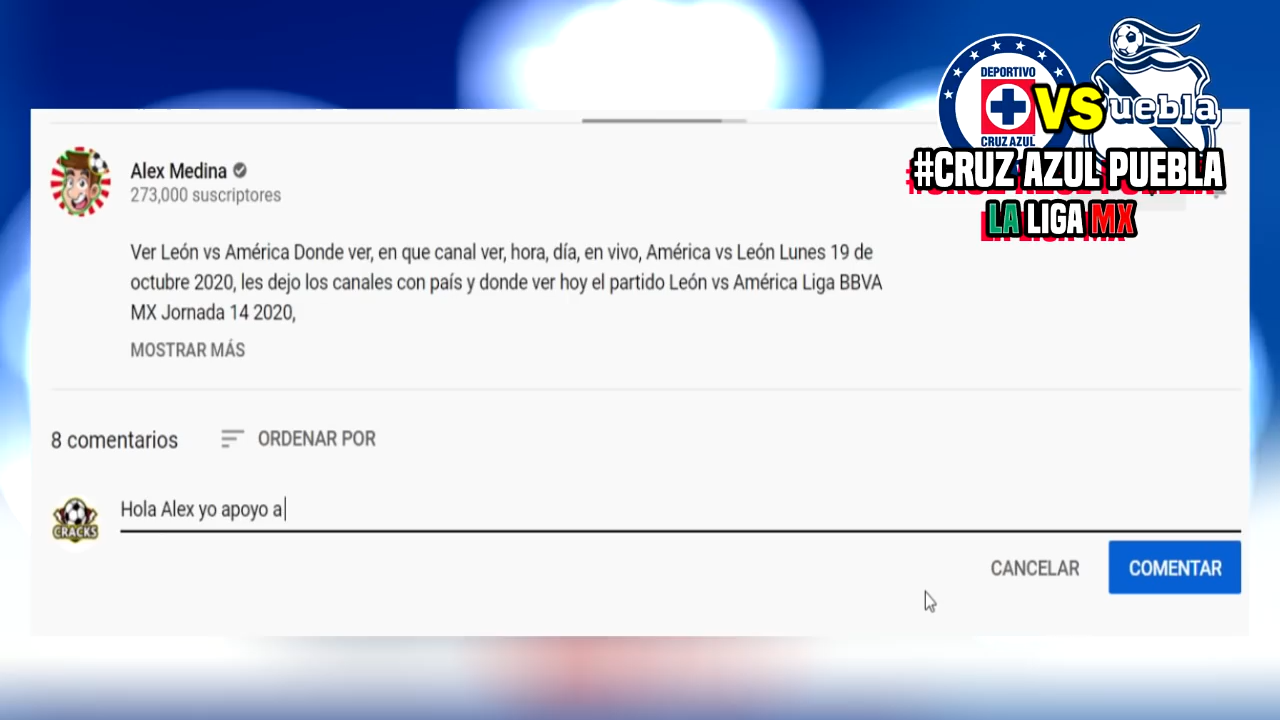 DEPORTIVO
CRUZ AZUL
VS
uebla
#CRUZ AZUL PUEBLA
LA LIGA MX
Alex Medina
273,000 suscriptores
Ver León vs América Donde ver, en que canal ver, hora, día, en vivo, América vs León Lunes 19 de
octubre 2020, les dejo los canales con país y donde ver hoy el partido León vs América Liga BBVA
MX Jornada 14 2020,
MOSTRAR MÁS
8 comentarios
ORDENAR POR
CRACKS
Hola Alex yo apoyo a
CANCELAR
COMENTAR